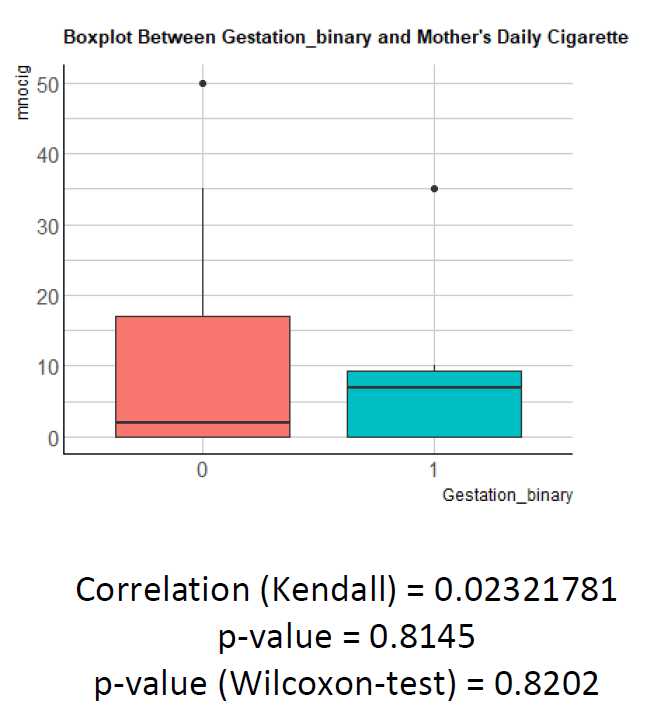 Boxplot Between Gestation_binary and Mother's Daily Cigarette
mnocig
50
40
30
20
10
0
0 1
Gestation_binary
Correlation (Kendall) = 0.02321781
p-value = 0.8145
p-value (Wilcoxon-test) = 0.8202